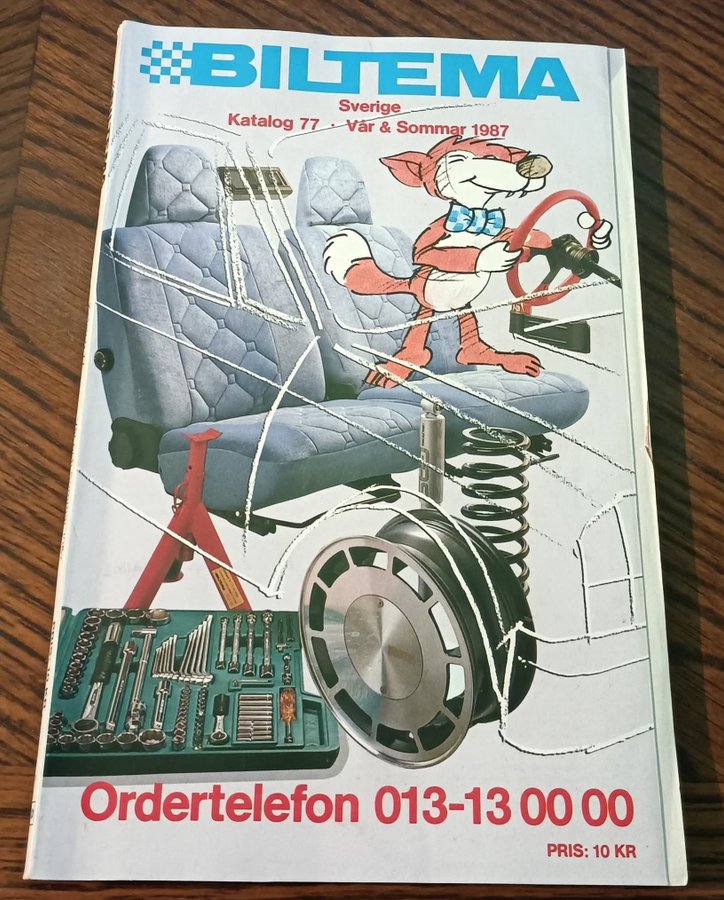 BILTEMA
Sverige
Katalog 77 · Vår & Sommar 1987
Ordertelefon 013-13 00 00
PRIS: 10 KR